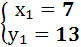 x₁ = 7
y₁ = 13